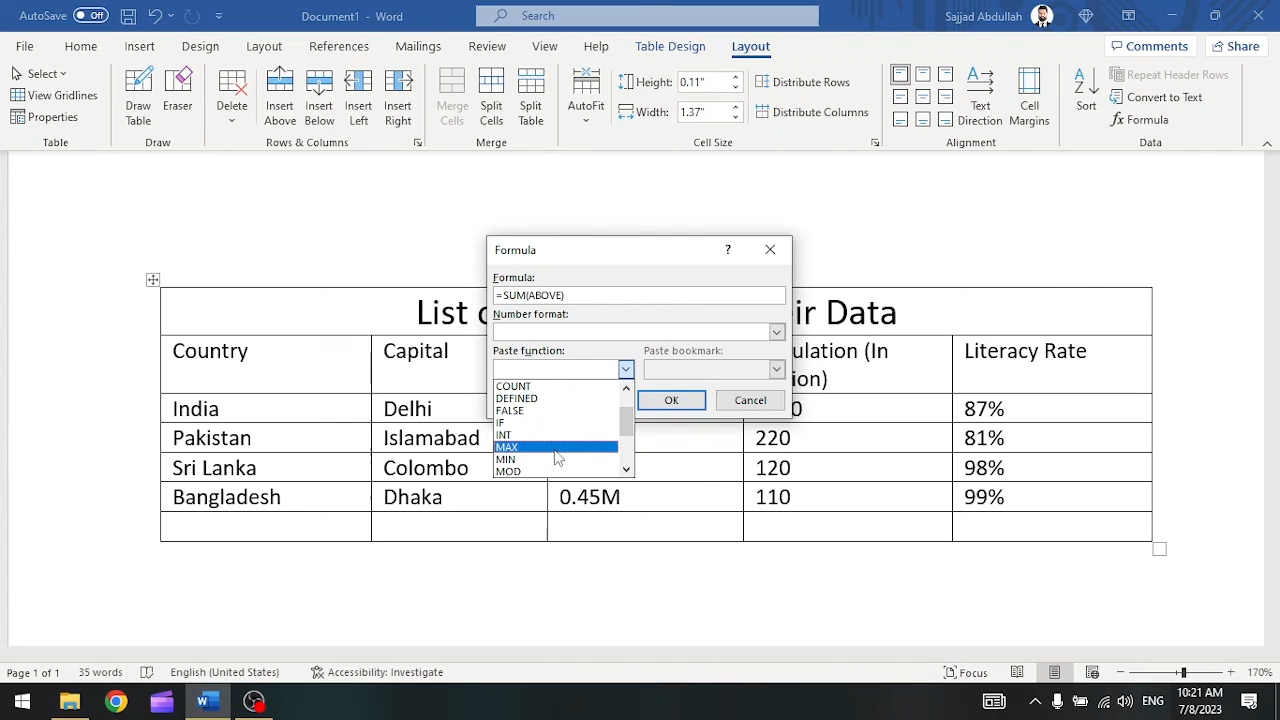 AutoSave Off Document1 - Word Search Sajjad Abdullah
File Home Insert Design Layout References Mailings Review View Help Table Design Layout Comments Share
Select
View Gridlines
Properties
Table
Draw Table
Eraser
Draw
Delete
Insert Above
Insert Below
Insert Left
Insert Right
Rows & Columns
Merge Cells
Split Cells
Split Table
Merge
AutoFit
Height: 0.11"
Width: 1.37"
Distribute Rows
Distribute Columns
Cell Size
Text Direction
Cell Margins
Alignment
Sort
Repeat Header Rows
Convert to Text
fx Formula
Data
Formula ?
Formula:
=SUM(ABOVE)
Number format:
Paste function: Paste bookmark:
COUNT
DEFINED
FALSE
IF
INT
MAX
MIN
MOD
OK Cancel
List Data
Country Capital (In Literacy Rate
India Delhi 87%
Pakistan Islamabad 220 81%
Sri Lanka Colombo 120 98%
Bangladesh Dhaka 0.45M 110 99%
Page 1 of 1 35 words English (United States) Accessibility: Investigate Focus 170%
ENG 10:21 AM
7/8/2023